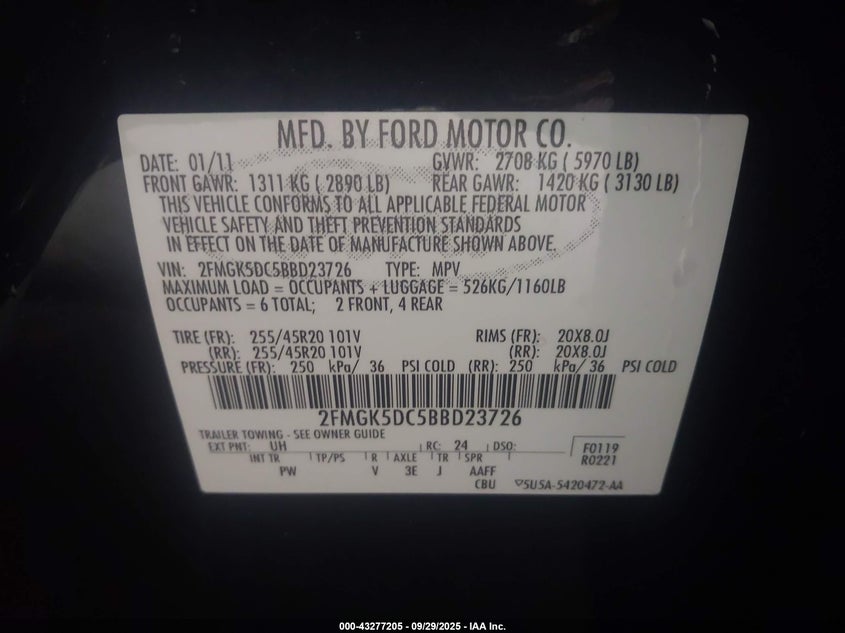 MFD. BY FORD MOTOR CO.
DATE: 01/11 GVWR: 2708 KG ( 5970 LB)
FRONT GAWR: 1311 KG ( 2890 LB) REAR GAWR: 1420 KG ( 3130 LB)
THIS VEHICLE CONFORMS TO ALL APPLICABLE FEDERAL MOTOR
VEHICLE SAFETY AND THEFT PREVENTION STANDARDS
IN EFFECT ON THE DATE OF MANUFACTURE SHOWN ABOVE.
VIN: 2FMGK5DC5BBD23726 TYPE: MPV
MAXIMUM LOAD = OCCUPANTS + LUGGAGE = 526KG/1160LB
OCCUPANTS = 6 TOTAL; 2 FRONT, 4 REAR
TIRE (FR): 255/45R20 101V RIMS (FR): 20X8.0J
(RR): 255/45R20 101V (RR): 20X8.0J
PRESSURE (FR): 250 kPa/ 36 PSI COLD (RR): 250 kPa/ 36 PSI COLD
2FMGK5DC5BBD23726
TRAILER TOWING - SEE OWNER GUIDE
EXT PNT: UH RC: 24 DSO: F0119
INT TR TP/PS R AXLE TR SPR R0221
PW V 3E J AAFF
CBU 5U5A-5420472-AA
000-43277205 - 09/29/2025 - IAA Inc.